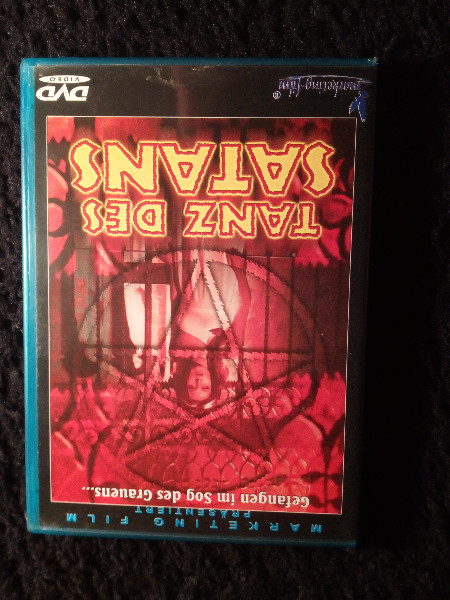 MARKETING FILM
PRÄSENTIERT
Gefangen im Sog des Grauens...
TANZ DES
SATANS
marketing-film®
DVD
VIDEO